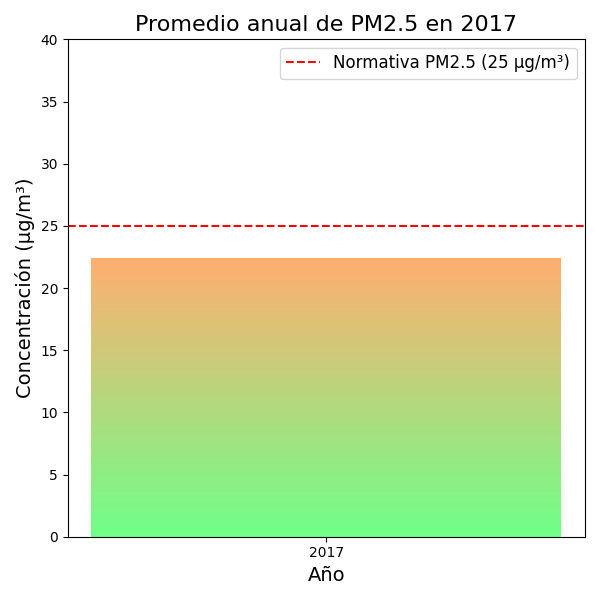 Promedio anual de PM2.5 en 2017
Normativa PM2.5 (25 µg/m³)
Concentración (µg/m³)
40
35
30
25
20
15
10
5
0
2017
Año